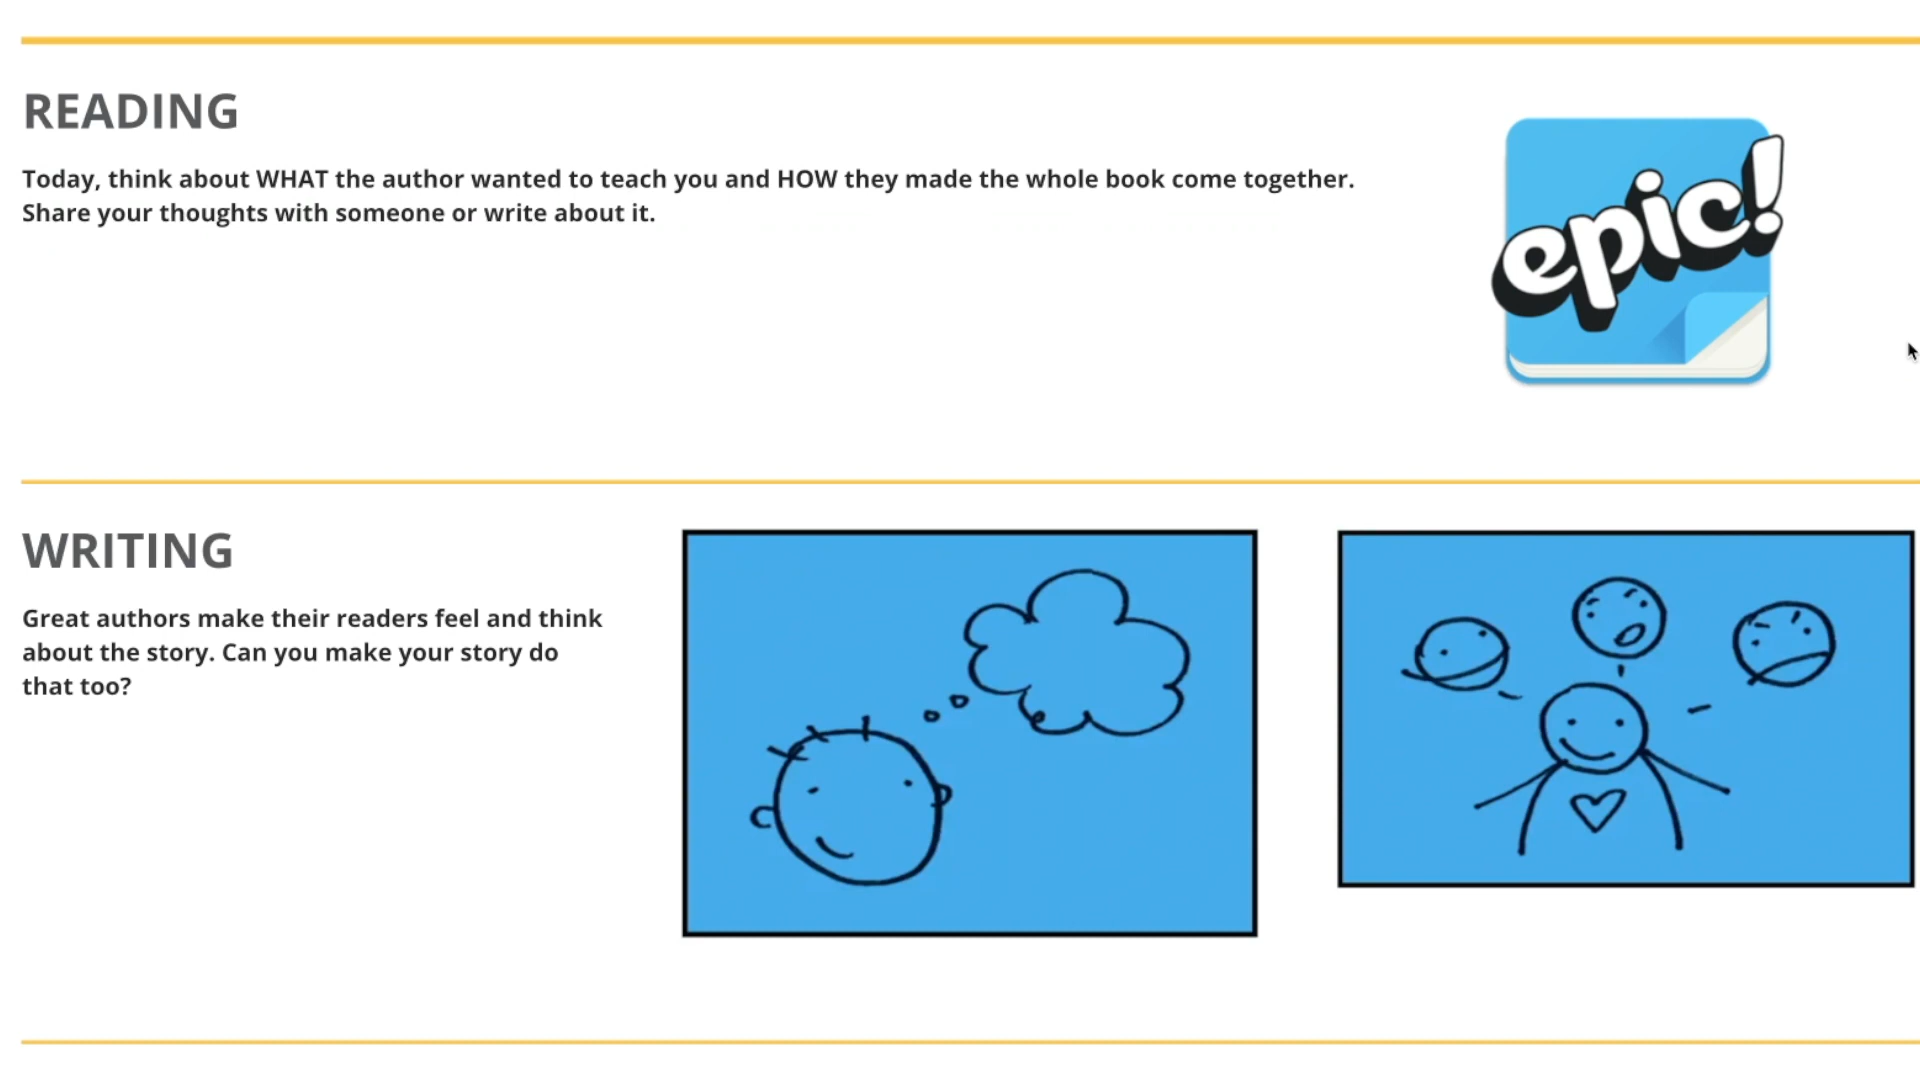 READING
Today, think about WHAT the author wanted to teach you and HOW they made the whole book come together.
Share your thoughts with someone or write about it.
epic!
WRITING
Great authors make their readers feel and think
about the story. Can you make your story do
that too?